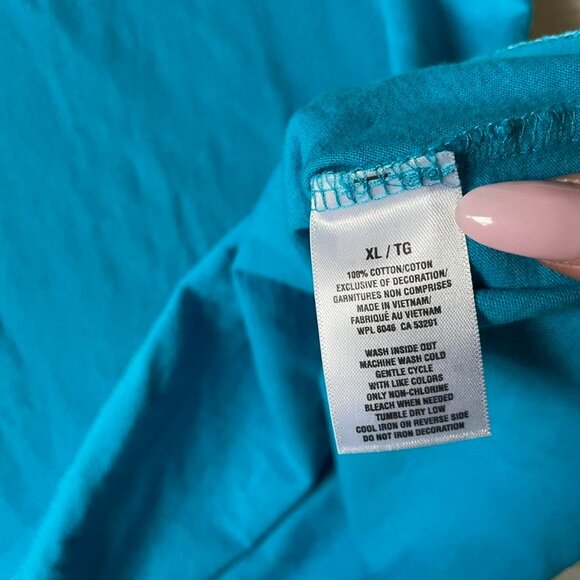 XL / TG
100% COTTON/COTON
EXCLUSIVE OF DECORATION/
GARNITURES NON COMPRISES
MADE IN VIETNAM/
FABRIQUÉ AU VIETNAM
WPL 8046 CA 53201
WASH INSIDE OUT
MACHINE WASH COLD
GENTLE CYCLE
WITH LIKE COLORS
ONLY NON-CHLORINE
BLEACH WHEN NEEDED
TUMBLE DRY LOW
COOL IRON ON REVERSE SIDE
DO NOT IRON DECORATION